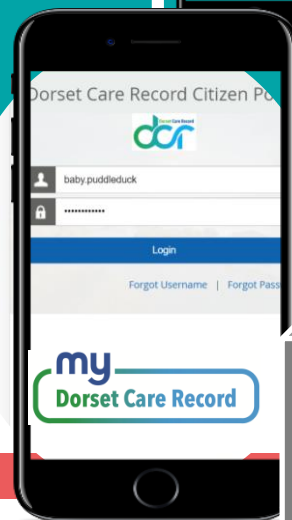 Dorset Care Record Citizen Po
Dorset Care Record
dcr
baby.puddleduck
••••••••••••
Login
Forgot Username | Forgot Pass
my
Dorset Care Record